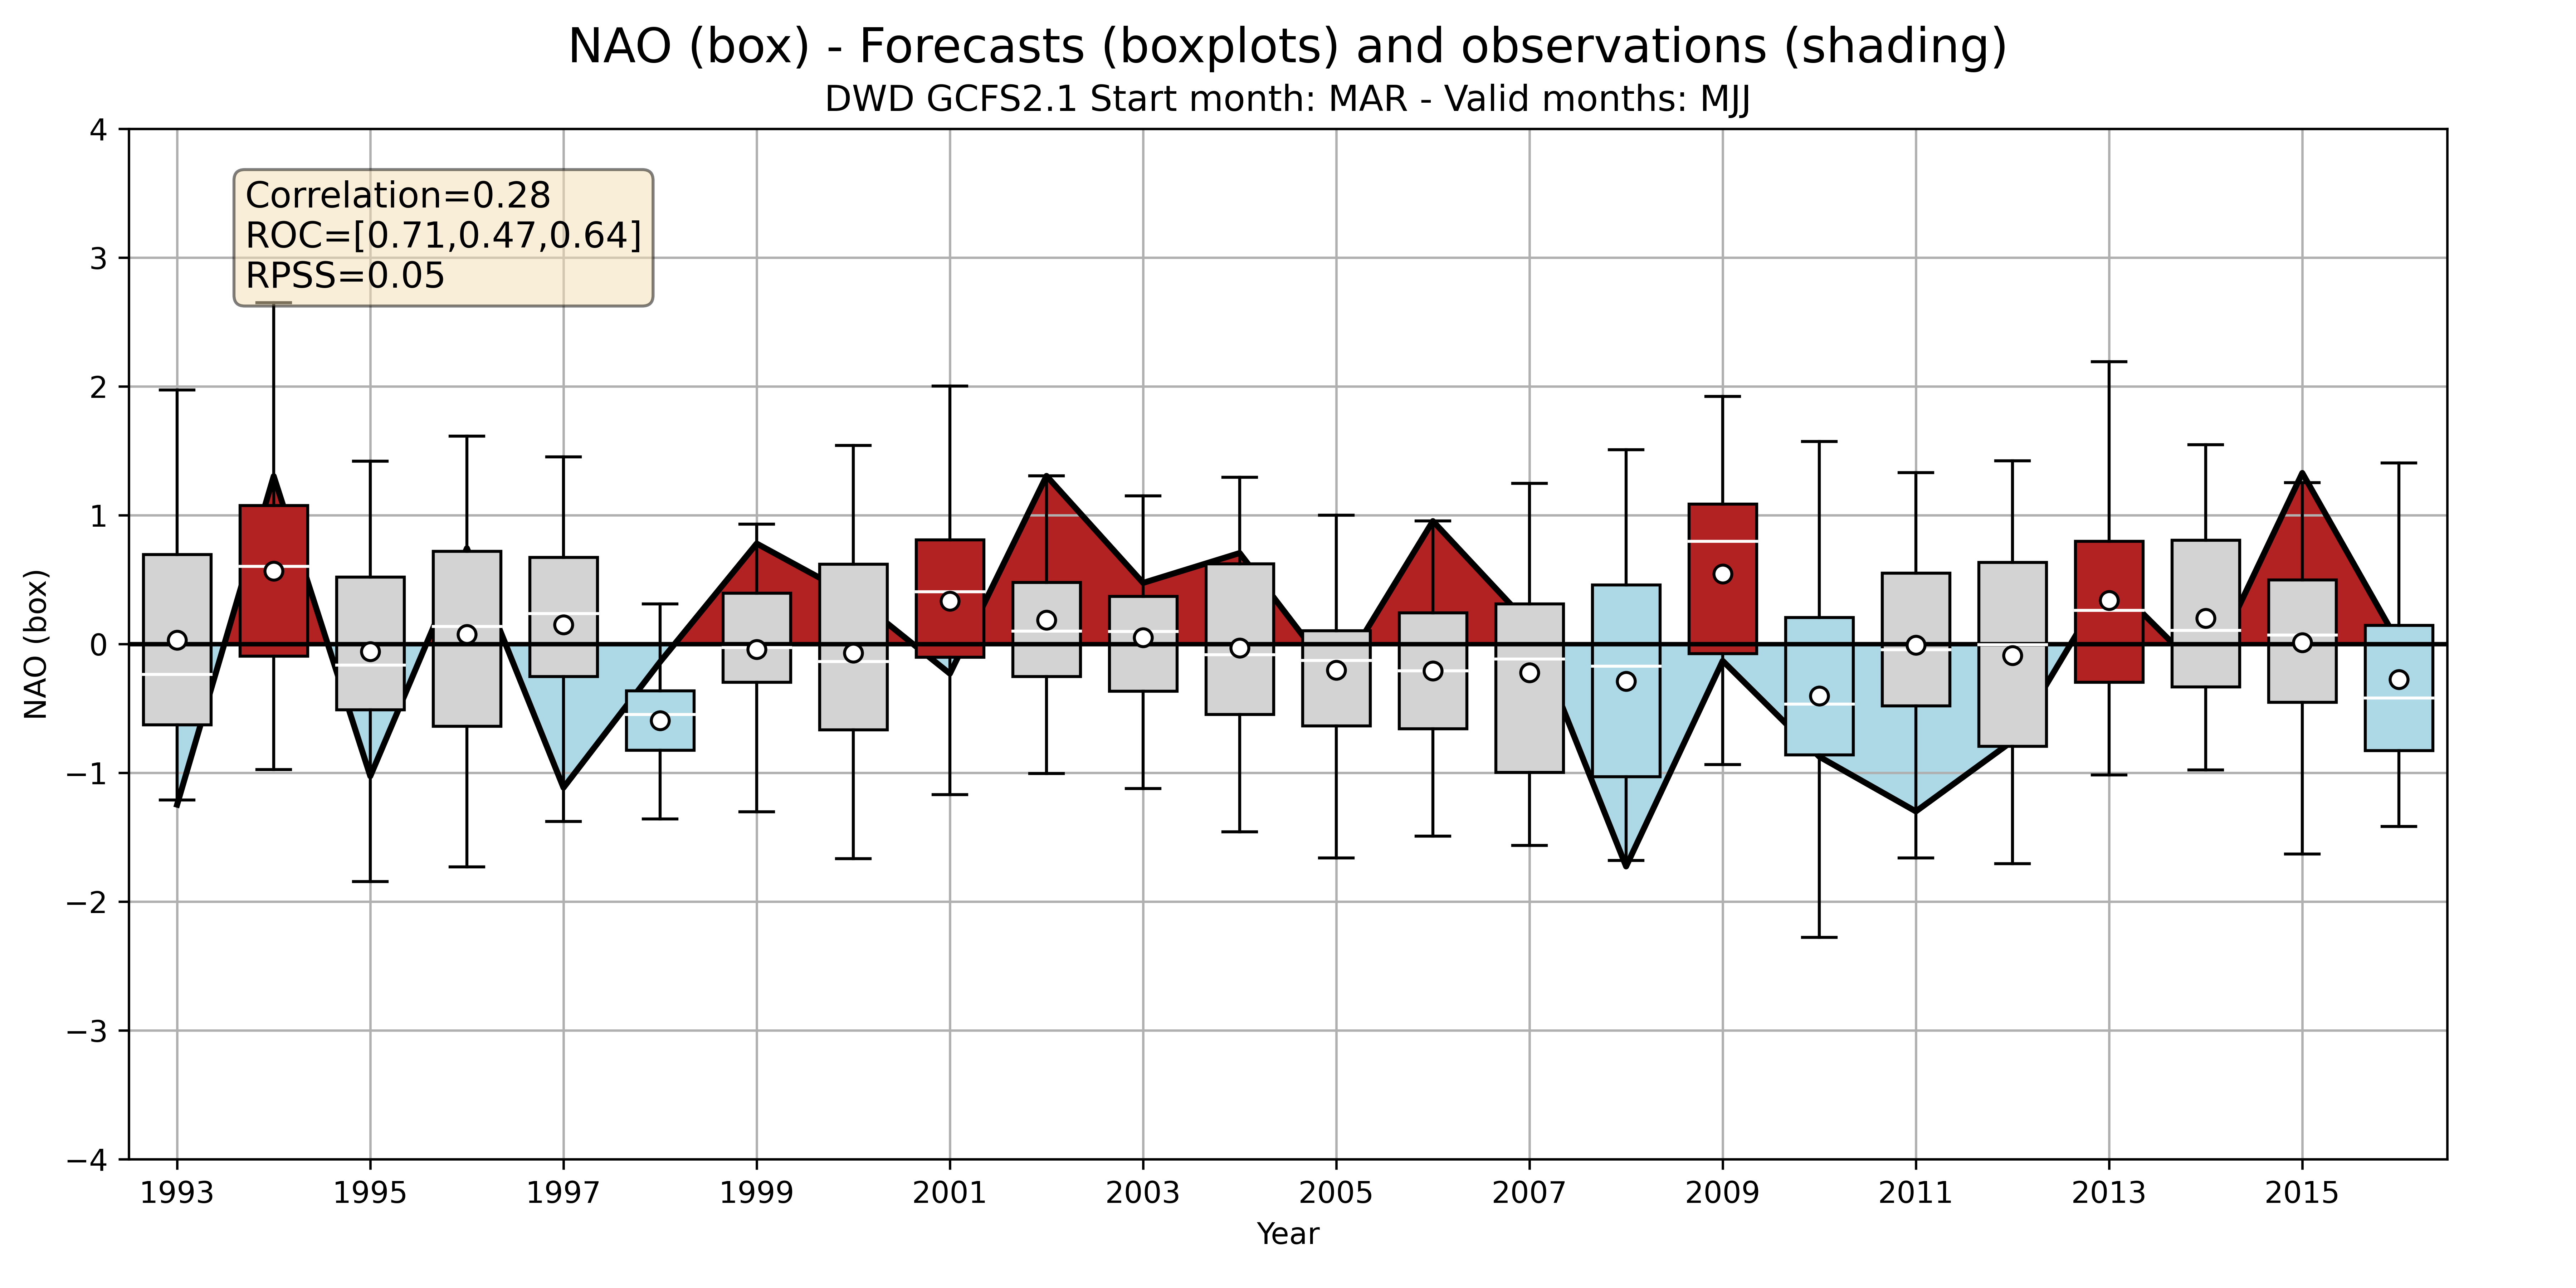 NAO (box) - Forecasts (boxplots) and observations (shading)
DWD GCFS2.1 Start month: MAR - Valid months: MJJ
Correlation=0.28
ROC=[0.71,0.47,0.64]
RPSS=0.05
NAO (box)
4
3
2
1
0
−1
−2
−3
−4
1993 1995 1997 1999 2001 2003 2005 2007 2009 2011 2013 2015
Year